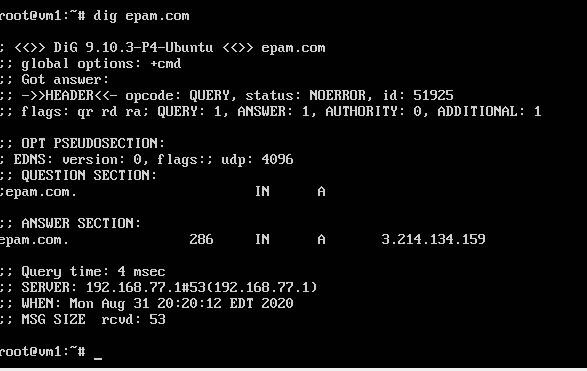 root@vm1:~# dig epam.com
; <<>> DiG 9.10.3-P4-Ubuntu <<>> epam.com
;; global options: +cmd
;; Got answer:
;; ->>HEADER<<- opcode: QUERY, status: NOERROR, id: 51925
;; flags: qr rd ra; QUERY: 1, ANSWER: 1, AUTHORITY: 0, ADDITIONAL: 1
;; OPT PSEUDOSECTION:
; EDNS: version: 0, flags:; udp: 4096
;; QUESTION SECTION:
;epam.com. IN A
;; ANSWER SECTION:
epam.com. 286 IN A 3.214.134.159
;; Query time: 4 msec
;; SERVER: 192.168.77.1#53(192.168.77.1)
;; WHEN: Mon Aug 31 20:20:12 EDT 2020
;; MSG SIZE rcvd: 53
root@vm1:~# _